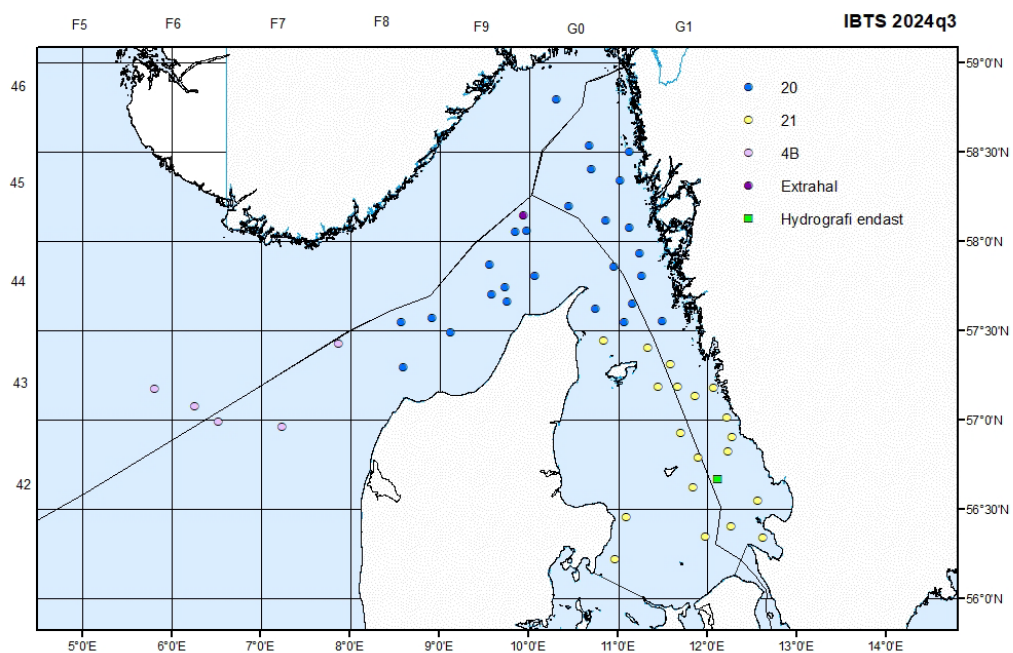 F5 F6 F7 F8 F9 G0 G1
IBTS 2024q3
46
45
44
43
42
59°0'N
58°30'N
58°0'N
57°30'N
57°0'N
56°30'N
56°0'N
20
21
4B
Extrahal
Hydrografi endast
5°0'E 6°0'E 7°0'E 8°0'E 9°0'E 10°0'E 11°0'E 12°0'E 13°0'E 14°0'E